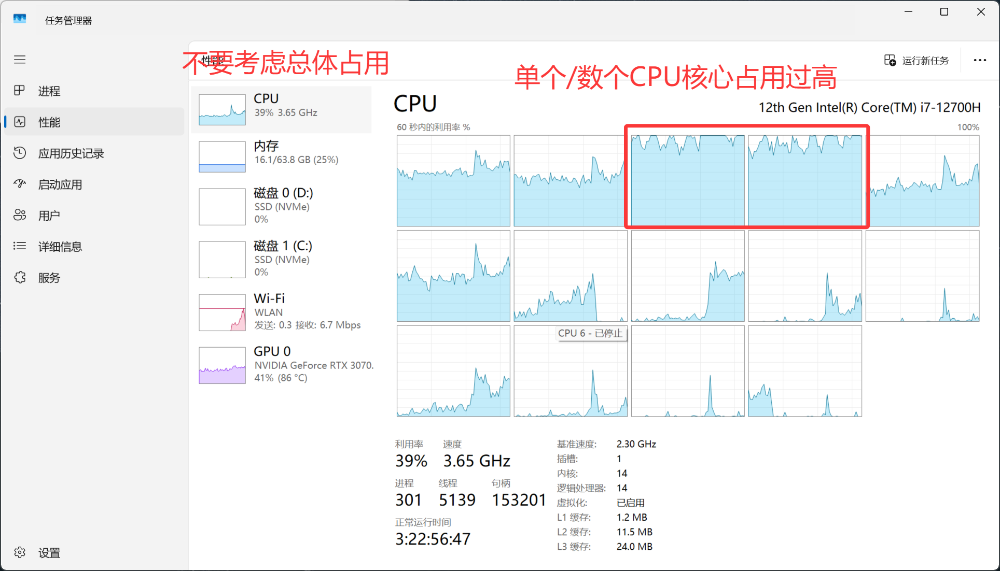 任务管理器
不要考虑总体占用
性能
单个/数个CPU核心占用过高
运行新任务
进程
性能
应用历史记录
启动应用
用户
详细信息
服务
设置
CPU
39% 3.65 GHz
内存
16.1/63.8 GB (25%)
磁盘 0 (D:)
SSD (NVMe)
0%
磁盘 1 (C:)
SSD (NVMe)
0%
Wi-Fi
WLAN
发送: 0.3 接收: 6.7 Mbps
GPU 0
NVIDIA GeForce RTX 3070.
41% (86 °C)
CPU
12th Gen Intel(R) Core(TM) i7-12700H
60 秒内的利用率 %
100%
CPU 6 - 已停止
利用率 速度
39% 3.65 GHz
进程 线程 句柄
301 5139 153201
正常运行时间
3:22:56:47
基准速度: 2.30 GHz
插槽: 1
内核: 14
逻辑处理器: 14
虚拟化: 已启用
L1 缓存: 1.2 MB
L2 缓存: 11.5 MB
L3 缓存: 24.0 MB